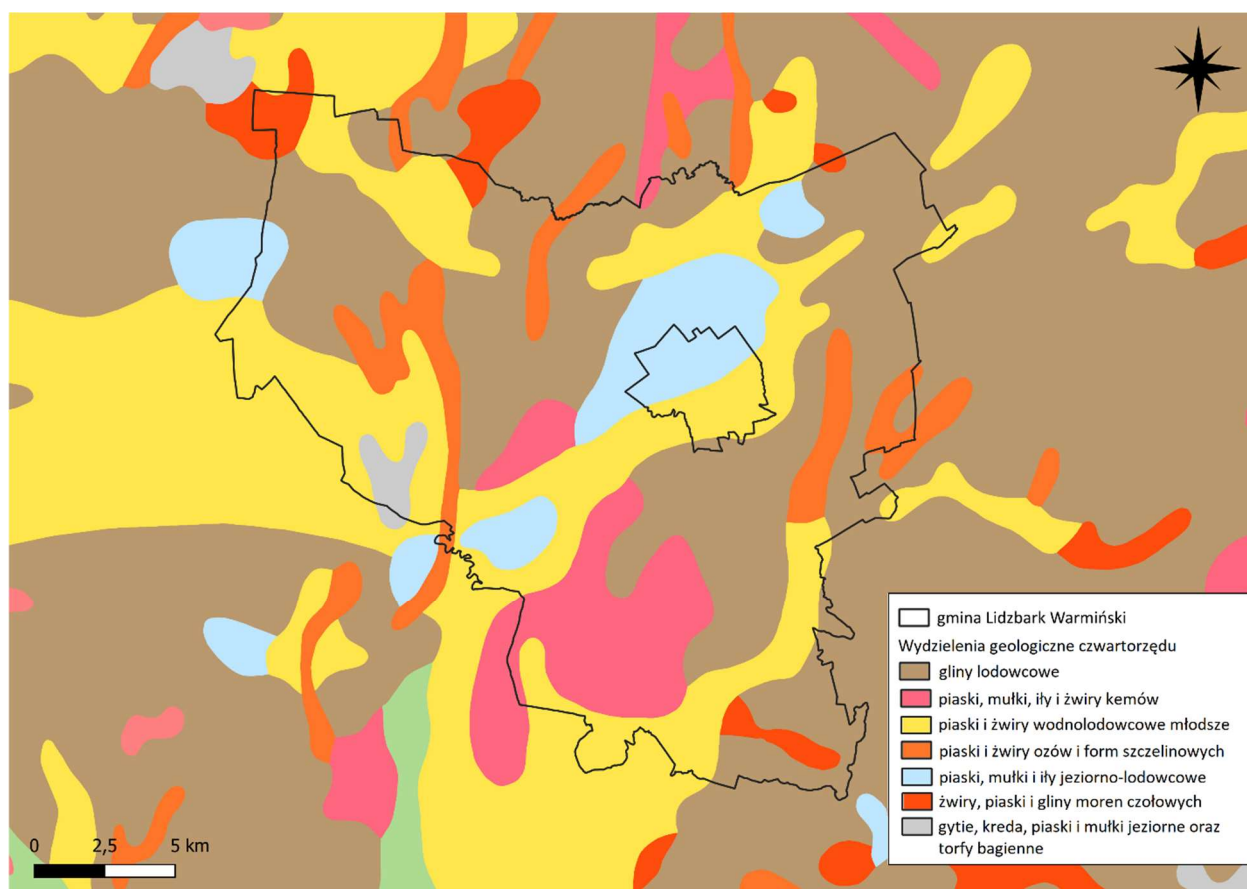 gmina Lidzbark Warmiński
Wydzielenia geologiczne czwartorzędu
gliny lodowcowe
piaski, mułki, iły i żwiry kemów
piaski i żwiry wodnolodowcowe młodsze
piaski i żwiry ozów i form szczelinowych
piaski, mułki i iły jeziorno-lodowcowe
żwiry, piaski i gliny moren czołowych
gytie, kreda, piaski i mułki jeziorne oraz
torfy bagienne
0 2,5 5 km